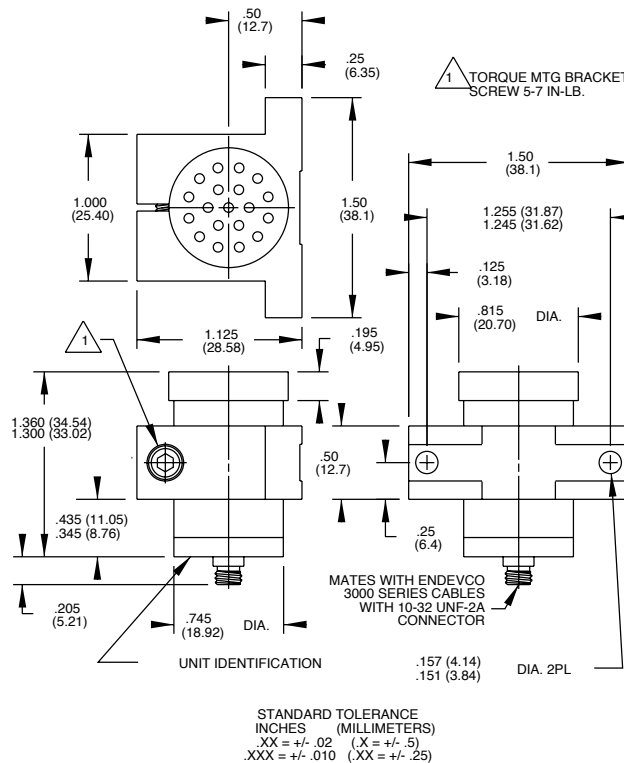 .50
(12.7)
.25
(6.35)
1 TORQUE MTG BRACKET
SCREW 5-7 IN-LB.
1.000
(25.40)
1.50
(38.1)
1.50
(38.1)
1.255 (31.87)
1.245 (31.62)
.125
(3.18)
1.125
(28.58)
.195
(4.95)
.815
(20.70)
DIA.
1
1.360 (34.54)
1.300 (33.02)
.50
(12.7)
.435 (11.05)
.345 (8.76)
.25
(6.4)
.205
(5.21)
.745
(18.92)
DIA.
MATES WITH ENDEVCO
3000 SERIES CABLES
WITH 10-32 UNF-2A
CONNECTOR
UNIT IDENTIFICATION
.157 (4.14)
.151 (3.84)
DIA. 2PL
STANDARD TOLERANCE
INCHES (MILLIMETERS)
.XX = +/- .02 (.X = +/- .5)
.XXX = +/- .010 (.XX = +/- .25)